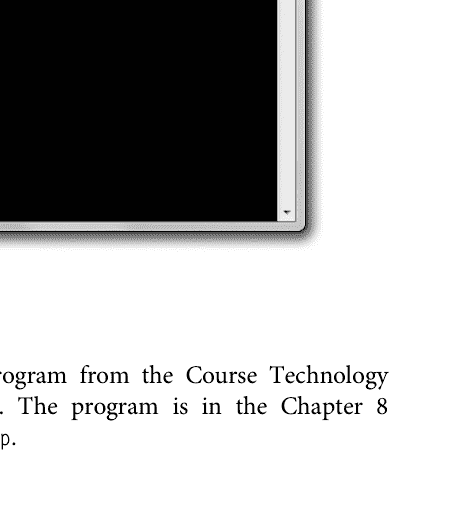 rogram from the Course Technology
. The program is in the Chapter 8
p.